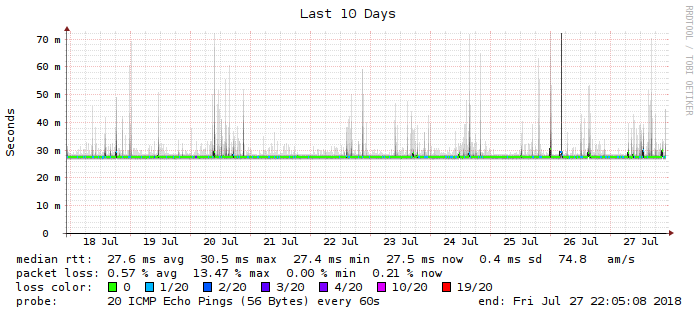 Last 10 Days
RRDTOOL / TOBI OETIKER
Seconds
70 m
60 m
50 m
40 m
30 m
20 m
10 m
0
18 Jul 19 Jul 20 Jul 21 Jul 22 Jul 23 Jul 24 Jul 25 Jul 26 Jul 27 Jul
median rtt: 27.6 ms avg 30.5 ms max 27.4 ms min 27.5 ms now 0.4 ms sd 74.8 am/s
packet loss: 0.57 % avg 13.47 % max 0.00 % min 0.21 % now
loss color: 0 1/20 2/20 3/20 4/20 10/20 19/20
probe: 20 ICMP Echo Pings (56 Bytes) every 60s end: Fri Jul 27 22:05:08 2018